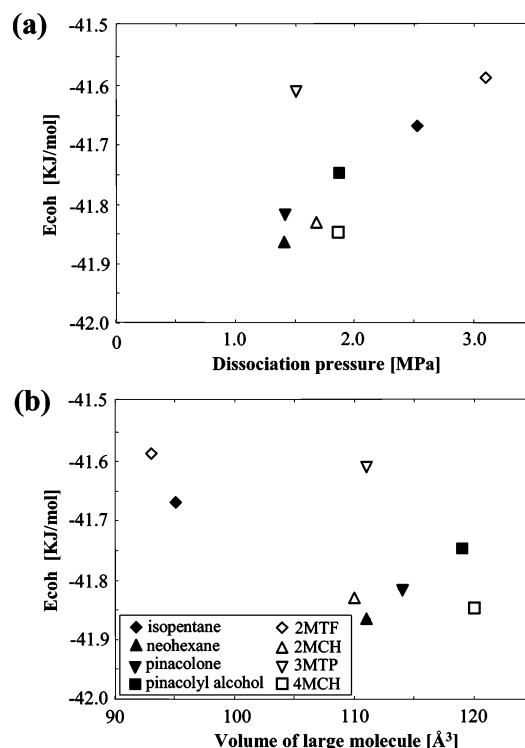 (a)
-41.5
-41.6
-41.7
-41.8
-41.9
-42.0
Ecoh [KJ/mol]
0 1.0 2.0 3.0
Dissociation pressure [MPa]
(b)
-41.5
-41.6
-41.7
-41.8
-41.9
-42.0
Ecoh [KJ/mol]
isopentane 2MTF
neohexane 2MCH
pinacolone 3MTP
pinacolyl alcohol 4MCH
90 100 110 120
Volume of large molecule [Å³]